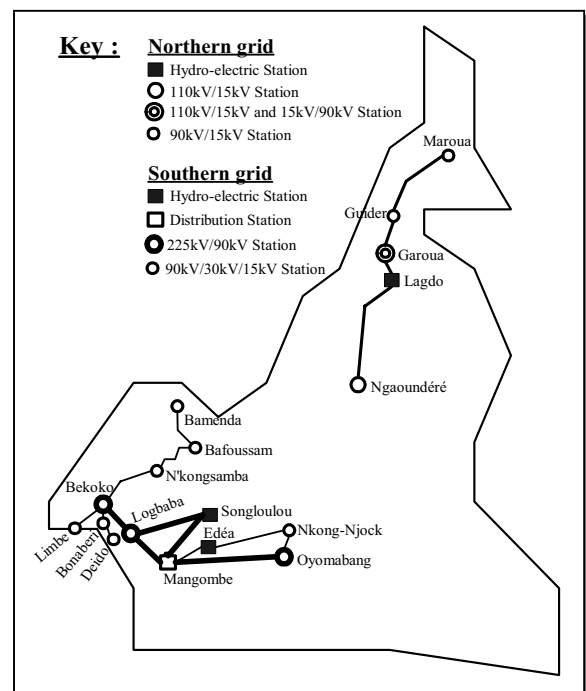 Key :
Northern grid
Hydro-electric Station
110kV/15kV Station
110kV/15kV and 15kV/90kV Station
90kV/15kV Station
Southern grid
Hydro-electric Station
Distribution Station
225kV/90kV Station
90kV/30kV/15kV Station
Maroua
Guider
Garoua
Lagdo
Ngaoundéré
Bamenda
Bafoussam
N'kongsamba
Bekoko
Logbaba
Songloulou
Edéa
Nkong-Njock
Limbe
Bonaberi
Deido
Mangombe
Oyomabang